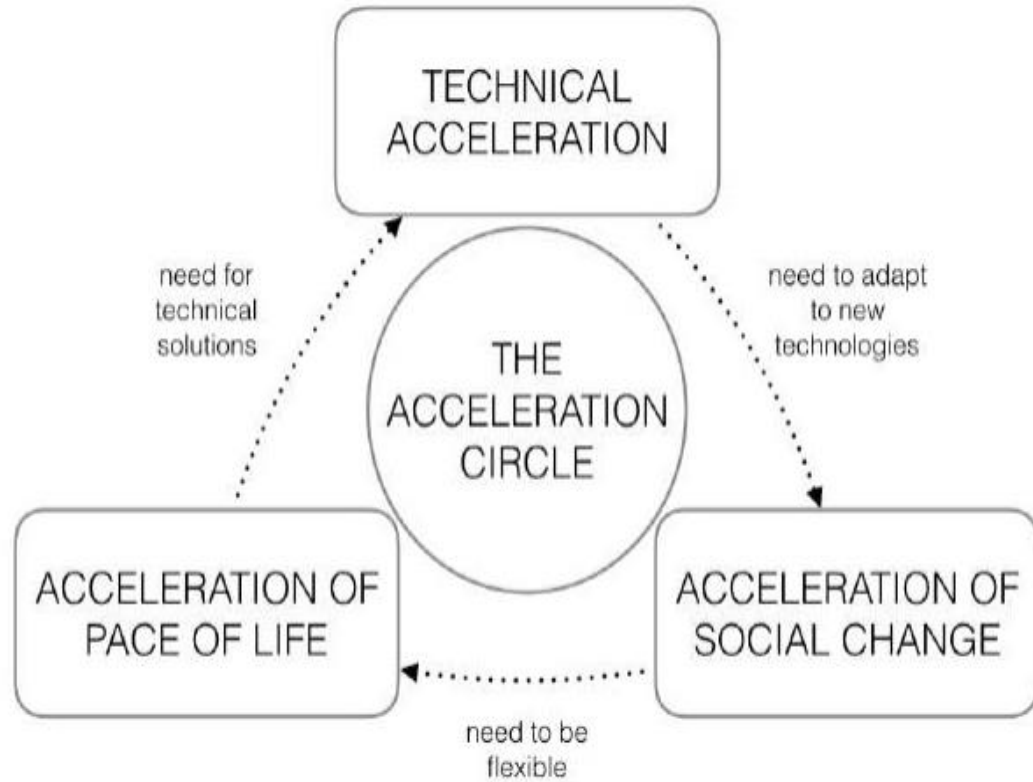 TECHNICAL
ACCELERATION
need for
technical
solutions
need to adapt
to new
technologies
THE
ACCELERATION
CIRCLE
ACCELERATION OF
PACE OF LIFE
ACCELERATION OF
SOCIAL CHANGE
need to be
flexible